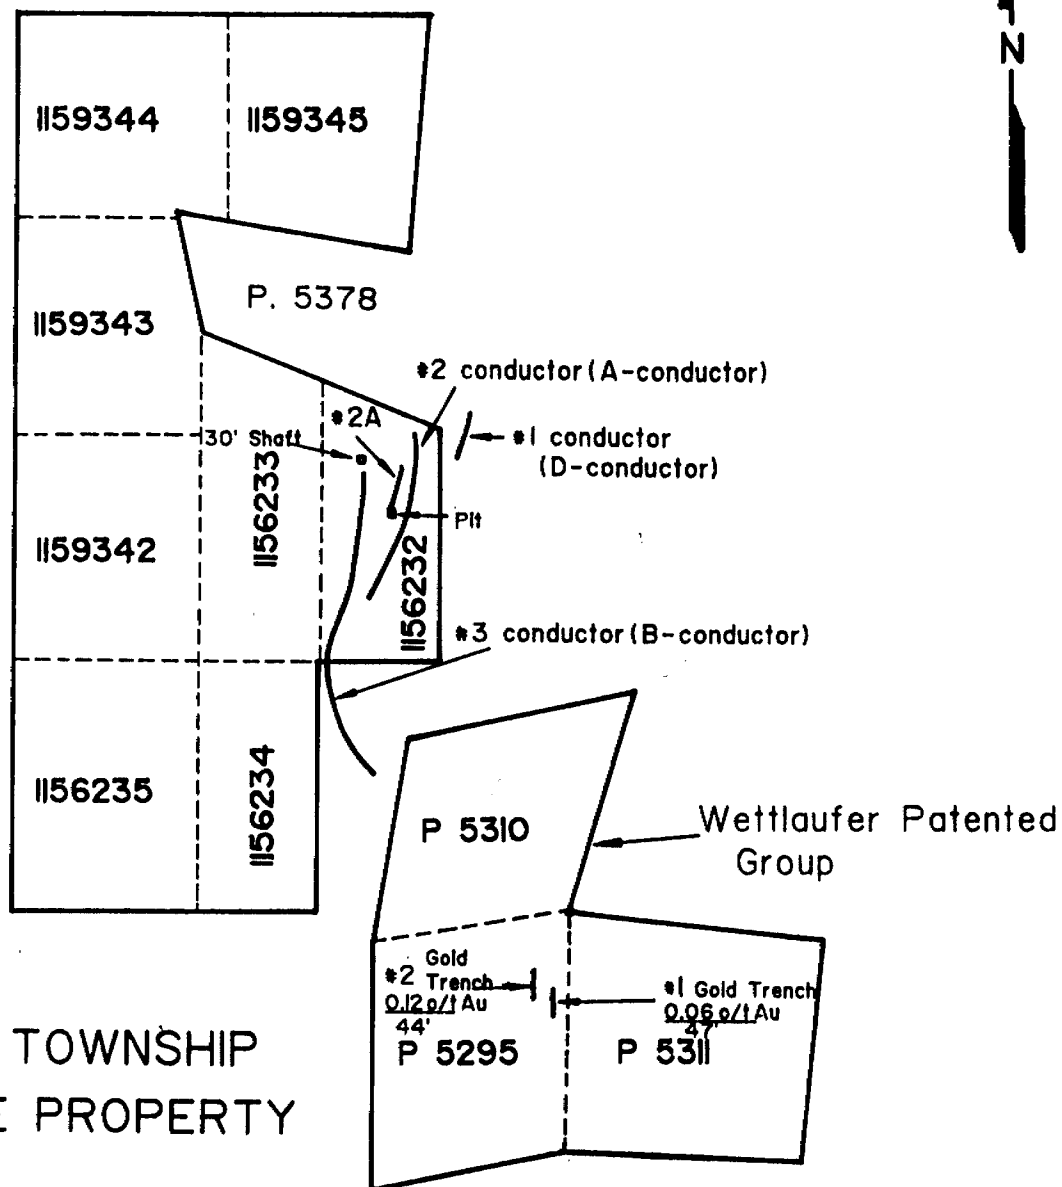 N
1159344
1159345
P. 5378
1159343
#2 conductor (A-conductor)
#2A
#1 conductor
(D-conductor)
30' Shaft
1156233
Pit
1159342
1156232
#3 conductor (B-conductor)
1156235
1156234
P 5310
Wettlaufer Patented
Group
#2 Gold
Trench
0.12 o/t Au
44'
#1 Gold Trench
0.06 o/t Au
47'
P 5295
P 5311
TOWNSHIP
PROPERTY